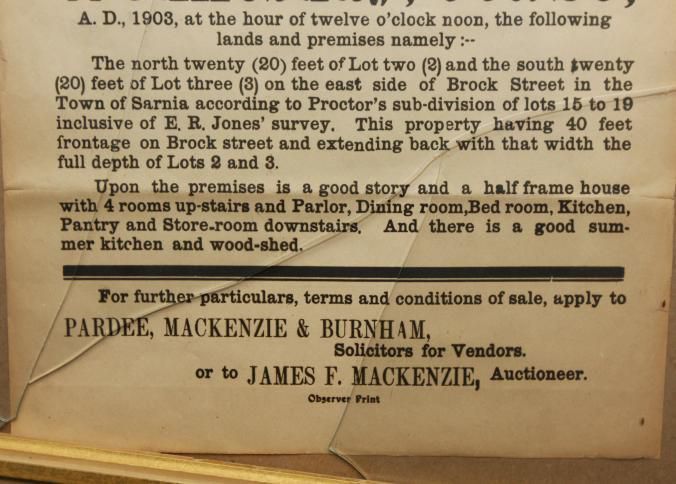 A. D., 1903, at the hour of twelve o'clock noon, the following
lands and premises namely :--
The north twenty (20) feet of Lot two (2) and the south twenty
(20) feet of Lot three (3) on the east side of Brock Street in the
Town of Sarnia according to Proctor's sub-division of lots 15 to 19
inclusive of E. R. Jones' survey. This property having 40 feet
frontage on Brock street and extending back with that width the
full depth of Lots 2 and 3.
Upon the premises is a good story and a half frame house
with 4 rooms up-stairs and Parlor, Dining room,Bed room, Kitchen,
Pantry and Store-room downstairs. And there is a good sum-
mer kitchen and wood-shed.
For further particulars, terms and conditions of sale, apply to
PARDEE, MACKENZIE & BURNHAM,
Solicitors for Vendors.
or to JAMES F. MACKENZIE, Auctioneer.
Observer Print